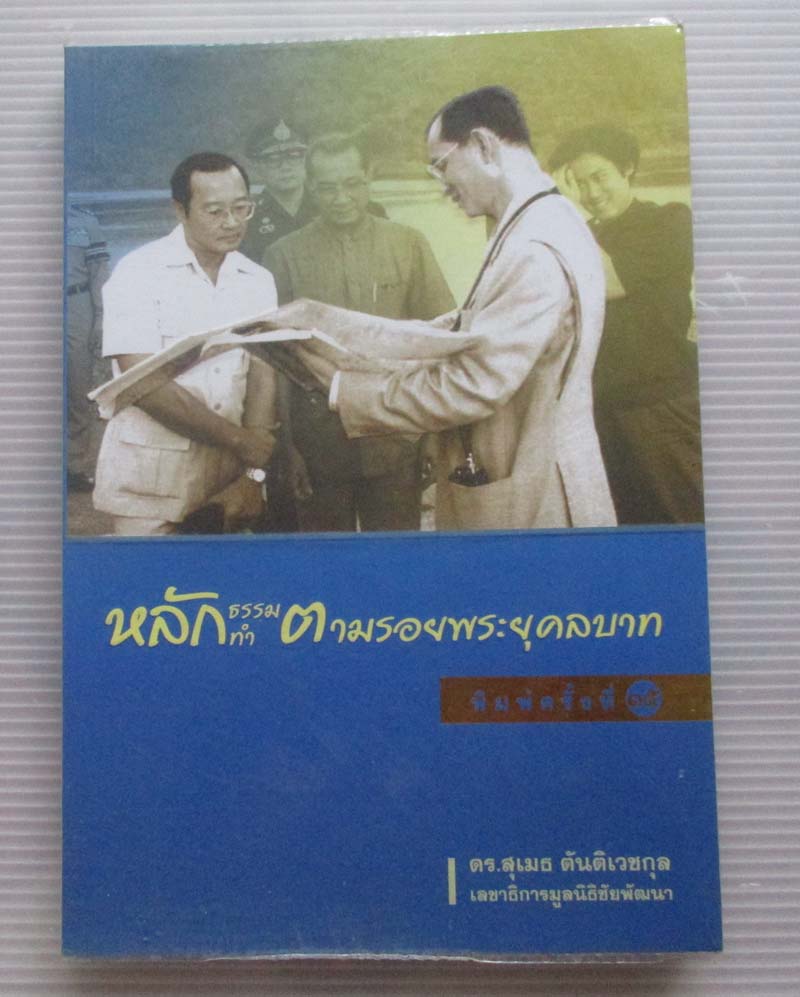 หลัก ธรรม ตามรอยพระยุคลบาท
ทำ
พิมพ์ครั้งที่
ดร.สุเมธ ตันติเวชกุล
เลขาธิการมูลนิธิชัยพัฒนา